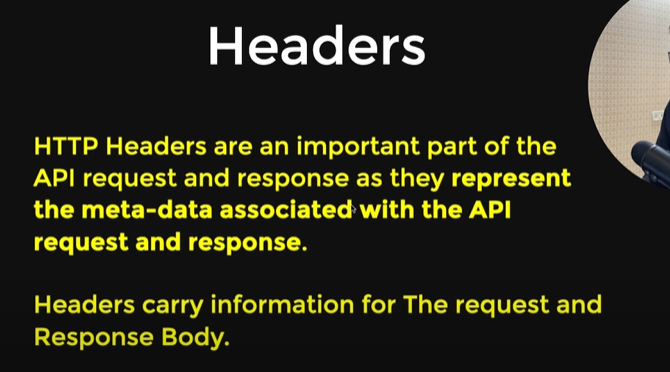 Headers
HTTP Headers are an important part of the
API request and response as they represent
the meta-data associated with the API
request and response.
Headers carry information for The request and
Response Body.